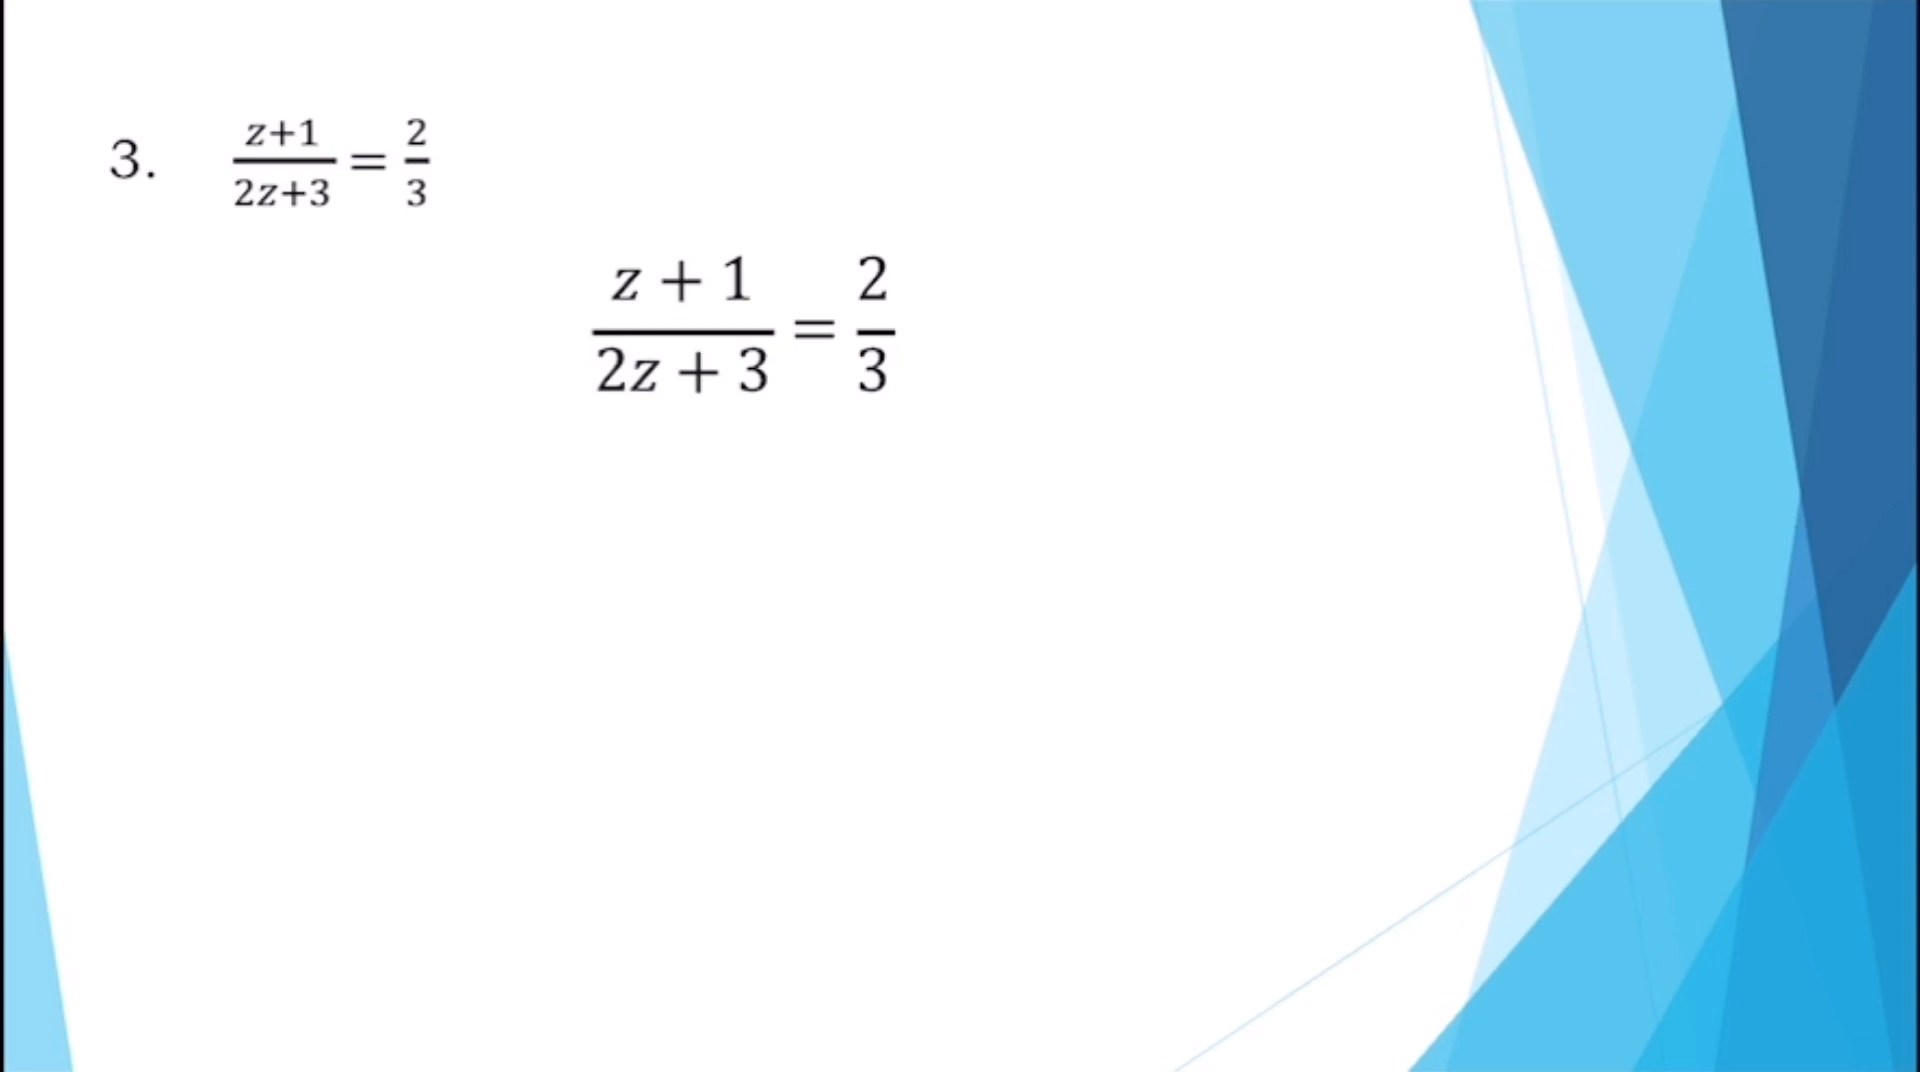 3. z+1/2z+3 = 2/3
z + 1/2z + 3 = 2/3